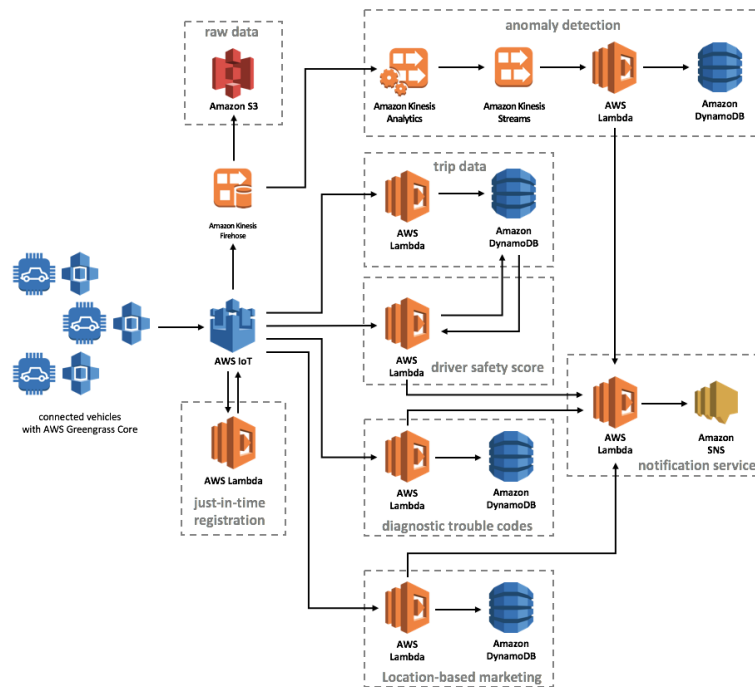 raw data
Amazon S3
anomaly detection
Amazon Kinesis
Analytics
Amazon Kinesis
Streams
AWS
Lambda
Amazon
DynamoDB
Amazon Kinesis
Firehose
trip data
AWS
Lambda
Amazon
DynamoDB
AWS IoT
connected vehicles
with AWS Greengrass Core
AWS
Lambda
driver safety score
AWS Lambda
just-in-time
registration
AWS
Lambda
Amazon
DynamoDB
diagnostic trouble codes
AWS
Lambda
Amazon
SNS
notification service
AWS
Lambda
Amazon
DynamoDB
Location-based marketing